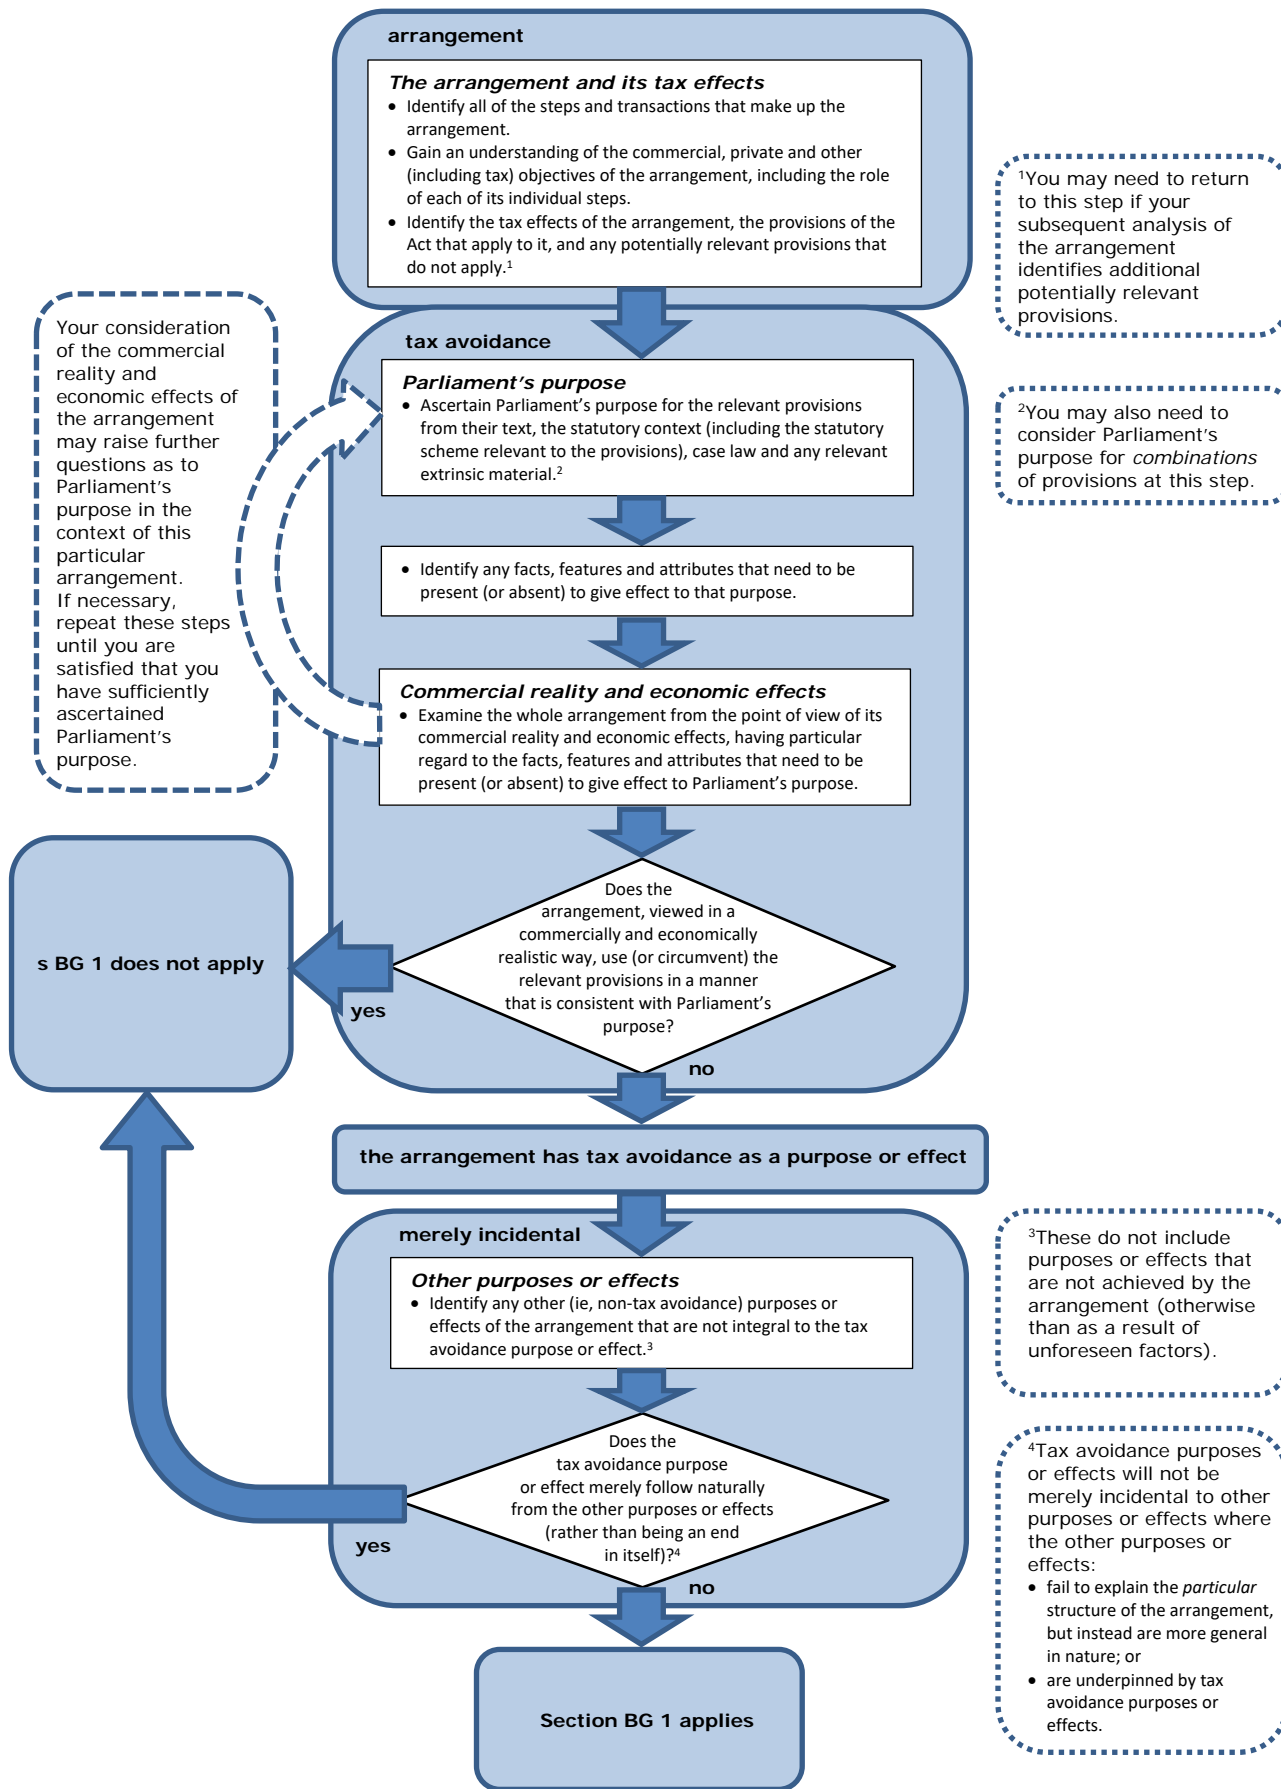 arrangement
The arrangement and its tax effects
• Identify all of the steps and transactions that make up the
arrangement.
• Gain an understanding of the commercial, private and other
(including tax) objectives of the arrangement, including the role
of each of its individual steps.
• Identify the tax effects of the arrangement, the provisions of the
Act that apply to it, and any potentially relevant provisions that
do not apply.¹
¹You may need to return
to this step if your
subsequent analysis of
the arrangement
identifies additional
potentially relevant
provisions.
Your consideration
of the commercial
reality and
economic effects of
the arrangement
may raise further
questions as to
Parliament's
purpose in the
context of this
particular
arrangement.
If necessary,
repeat these steps
until you are
satisfied that you
have sufficiently
ascertained
Parliament's
purpose.
tax avoidance
Parliament's purpose
• Ascertain Parliament's purpose for the relevant provisions
from their text, the statutory context (including the statutory
scheme relevant to the provisions), case law and any relevant
extrinsic material.²
²You may also need to
consider Parliament's
purpose for combinations
of provisions at this step.
• Identify any facts, features and attributes that need to be
present (or absent) to give effect to that purpose.
Commercial reality and economic effects
• Examine the whole arrangement from the point of view of its
commercial reality and economic effects, having particular
regard to the facts, features and attributes that need to be
present (or absent) to give effect to Parliament's purpose.
Does the
arrangement, viewed in a
commercially and economically
realistic way, use (or circumvent) the
relevant provisions in a manner
that is consistent with Parliament's
purpose?
yes
s BG 1 does not apply
no
the arrangement has tax avoidance as a purpose or effect
merely incidental
Other purposes or effects
• Identify any other (ie, non-tax avoidance) purposes or
effects of the arrangement that are not integral to the tax
avoidance purpose or effect.³
³These do not include
purposes or effects that
are not achieved by the
arrangement (otherwise
than as a result of
unforeseen factors).
Does the
tax avoidance purpose
or effect merely follow naturally
from the other purposes or effects
(rather than being an end
in itself)?⁴
yes
no
⁴Tax avoidance purposes
or effects will not be
merely incidental to other
purposes or effects where
the other purposes or
effects:
• fail to explain the particular
structure of the arrangement,
but instead are more general
in nature; or
• are underpinned by tax
avoidance purposes or
effects.
Section BG 1 applies